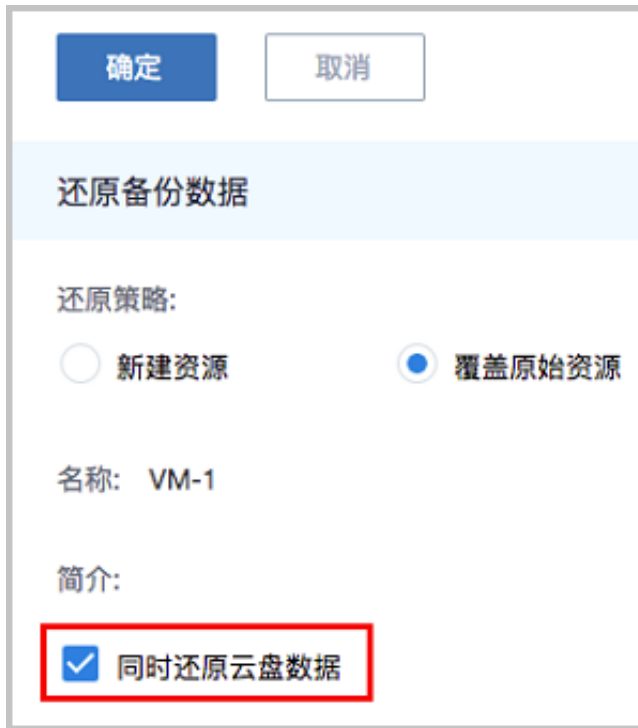 确定 取消
还原备份数据
还原策略:
新建资源 覆盖原始资源
名称: VM-1
简介:
同时还原云盘数据